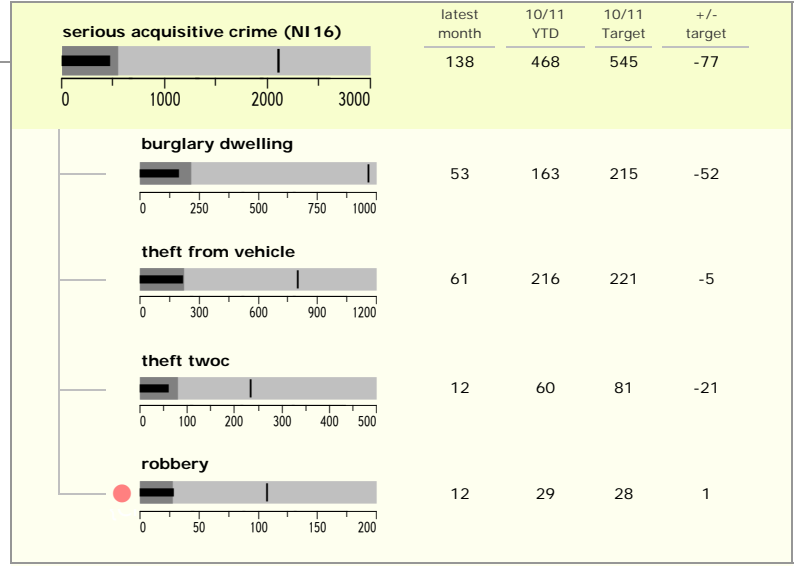 latest 10/11 10/11 +/-
serious acquisitive crime (NI 16) month YTD Target target
138 468 545 -77
0 1000 2000 3000
burglary dwelling
53 163 215 -52
0 250 500 750 1000
theft from vehicle
61 216 221 -5
0 300 600 900 1200
theft twoc
12 60 81 -21
0 100 200 300 400 500
robbery
12 29 28 1
0 50 100 150 200